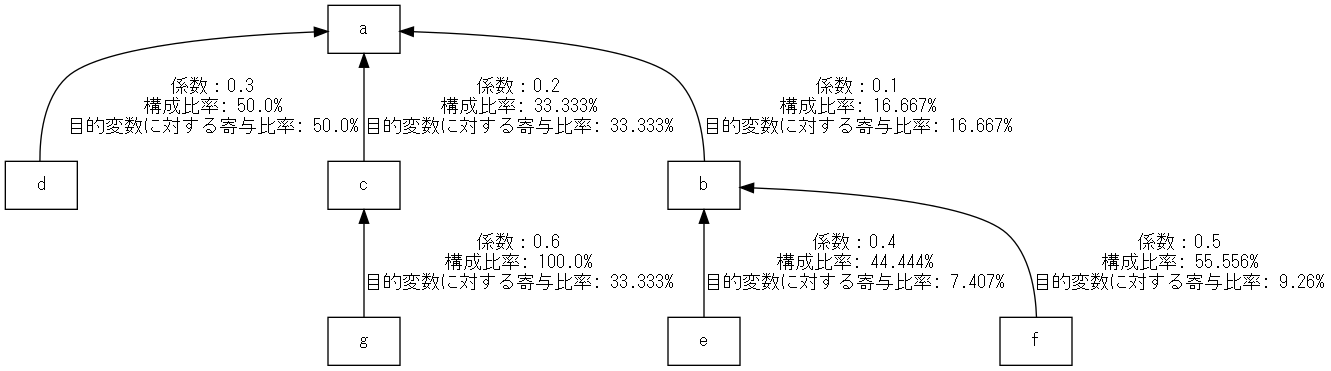 a
係数：0.3
構成比率: 50.0%
目的変数に対する寄与比率: 50.0%
係数：0.2
構成比率: 33.333%
目的変数に対する寄与比率: 33.333%
係数：0.1
構成比率: 16.667%
目的変数に対する寄与比率: 16.667%
d
c
b
係数：0.6
構成比率: 100.0%
目的変数に対する寄与比率: 33.333%
係数：0.4
構成比率: 44.444%
目的変数に対する寄与比率: 7.407%
係数：0.5
構成比率: 55.556%
目的変数に対する寄与比率: 9.26%
g
e
f